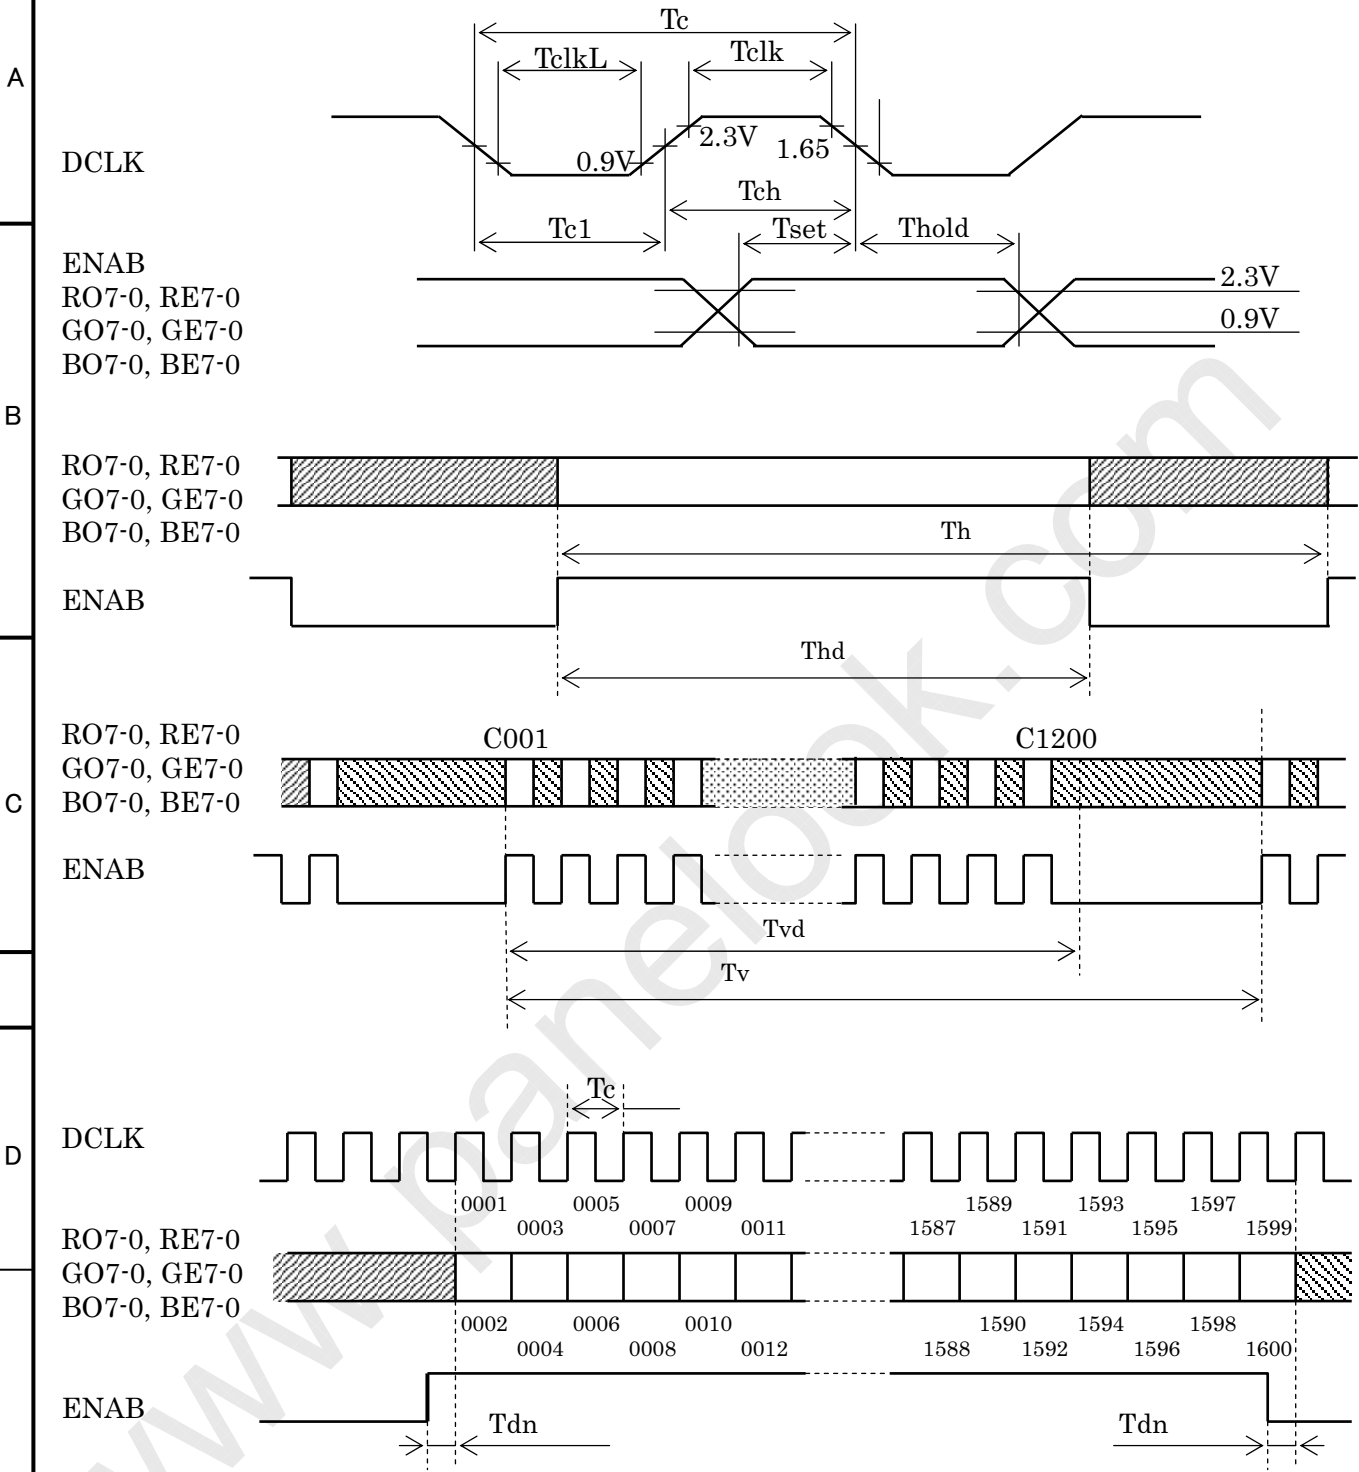 Tc
A
TclkL
Tclk
DCLK
0.9V
2.3V
1.65
Tch
Tc1
Tset
Thold
ENAB
RO7-0, RE7-0
GO7-0, GE7-0
BO7-0, BE7-0
2.3V
0.9V
B
RO7-0, RE7-0
GO7-0, GE7-0
BO7-0, BE7-0
Th
ENAB
Thd
RO7-0, RE7-0
GO7-0, GE7-0
BO7-0, BE7-0
C001
C1200
C
ENAB
Tvd
Tv
Tc
DCLK
D
0001 0005 0009 1589 1593 1597
0003 0007 0011 1587 1591 1595 1599
RO7-0, RE7-0
GO7-0, GE7-0
BO7-0, BE7-0
0002 0006 0010 1590 1594 1598
0004 0008 0012 1588 1592 1596 1600
ENAB
Tdn
Tdn
www.panelook.com